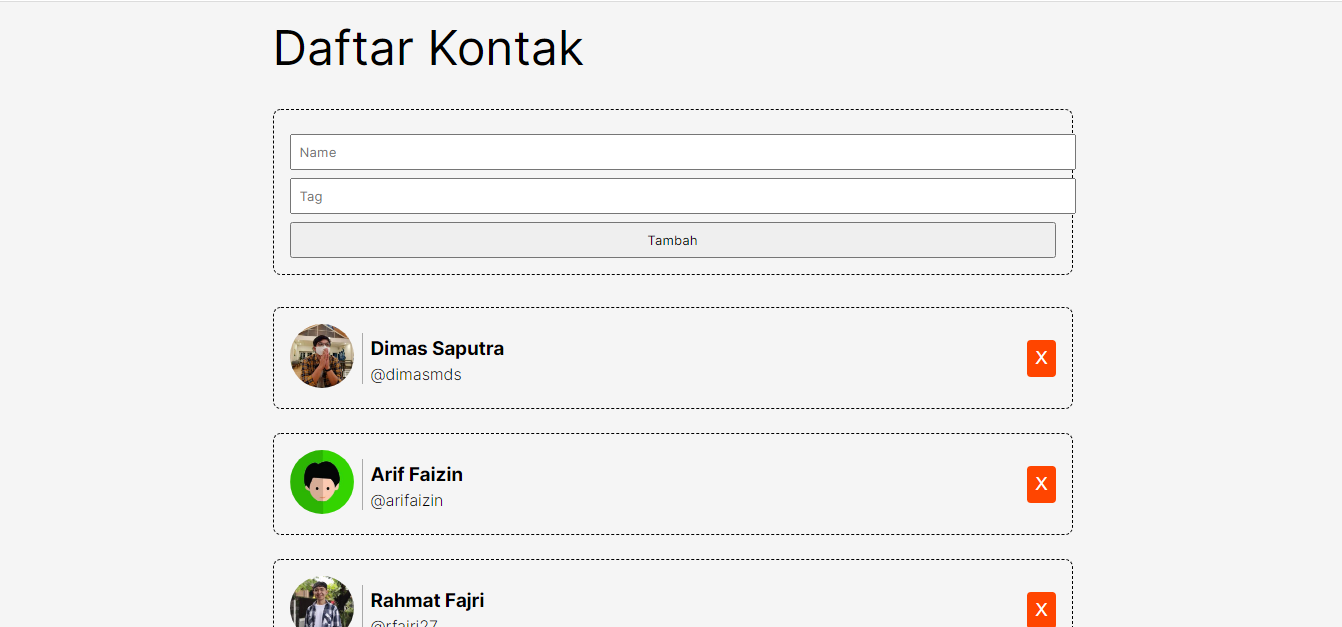 Daftar Kontak
Name
Tag
Tambah
Dimas Saputra
@dimasmds
X
Arif Faizin
@arifaizin
X
Rahmat Fajri
@rfajri27
X